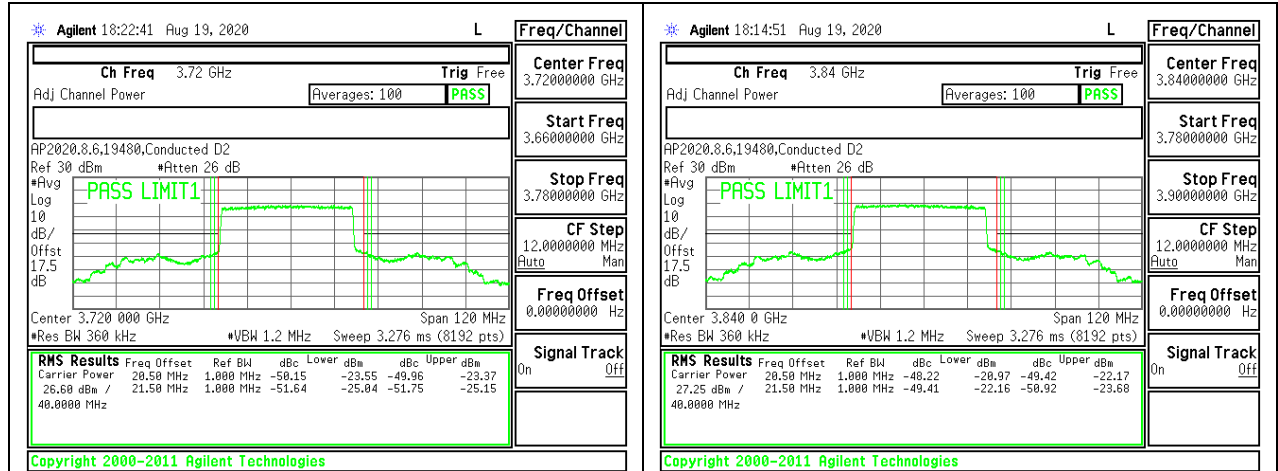 Agilent 18:22:41 Aug 19, 2020 L
Freq/Channel
Ch Freq 3.72 GHz Trig Free
Adj Channel Power Averages: 100 PASS
Center Freq
3.72000000 GHz
Start Freq
3.66000000 GHz
AP2020.8.6,19480,Conducted D2
Ref 30 dBm #Atten 26 dB
#Avg
Log
10
dB/
Offst
17.5
dB
PASS LIMIT1
Stop Freq
3.78000000 GHz
CF Step
12.0000000 MHz
Auto Man
Freq Offset
0.00000000 Hz
Center 3.720 000 GHz Span 120 MHz
#Res BW 360 kHz #VBW 1.2 MHz Sweep 3.276 ms (8192 pts)
Signal Track
On Off
RMS Results Freq Offset Ref BW dBc Lower dBm dBc Upper dBm
Carrier Power 20.50 MHz 1.000 MHz -50.15 -23.55 -49.96 -23.37
26.60 dBm / 21.50 MHz 1.000 MHz -51.64 -25.04 -51.75 -25.15
40.0000 MHz
Copyright 2000-2011 Agilent Technologies
Agilent 18:14:51 Aug 19, 2020 L
Freq/Channel
Ch Freq 3.84 GHz Trig Free
Adj Channel Power Averages: 100 PASS
Center Freq
3.84000000 GHz
Start Freq
3.78000000 GHz
AP2020.8.6,19480,Conducted D2
Ref 30 dBm #Atten 26 dB
#Avg
Log
10
dB/
Offst
17.5
dB
PASS LIMIT1
Stop Freq
3.90000000 GHz
CF Step
12.0000000 MHz
Auto Man
Freq Offset
0.00000000 Hz
Center 3.840 0 GHz Span 120 MHz
#Res BW 360 kHz #VBW 1.2 MHz Sweep 3.276 ms (8192 pts)
Signal Track
On Off
RMS Results Freq Offset Ref BW dBc Lower dBm dBc Upper dBm
Carrier Power 20.50 MHz 1.000 MHz -48.22 -20.97 -49.42 -22.17
27.25 dBm / 21.50 MHz 1.000 MHz -49.41 -22.16 -50.92 -23.68
40.0000 MHz
Copyright 2000-2011 Agilent Technologies